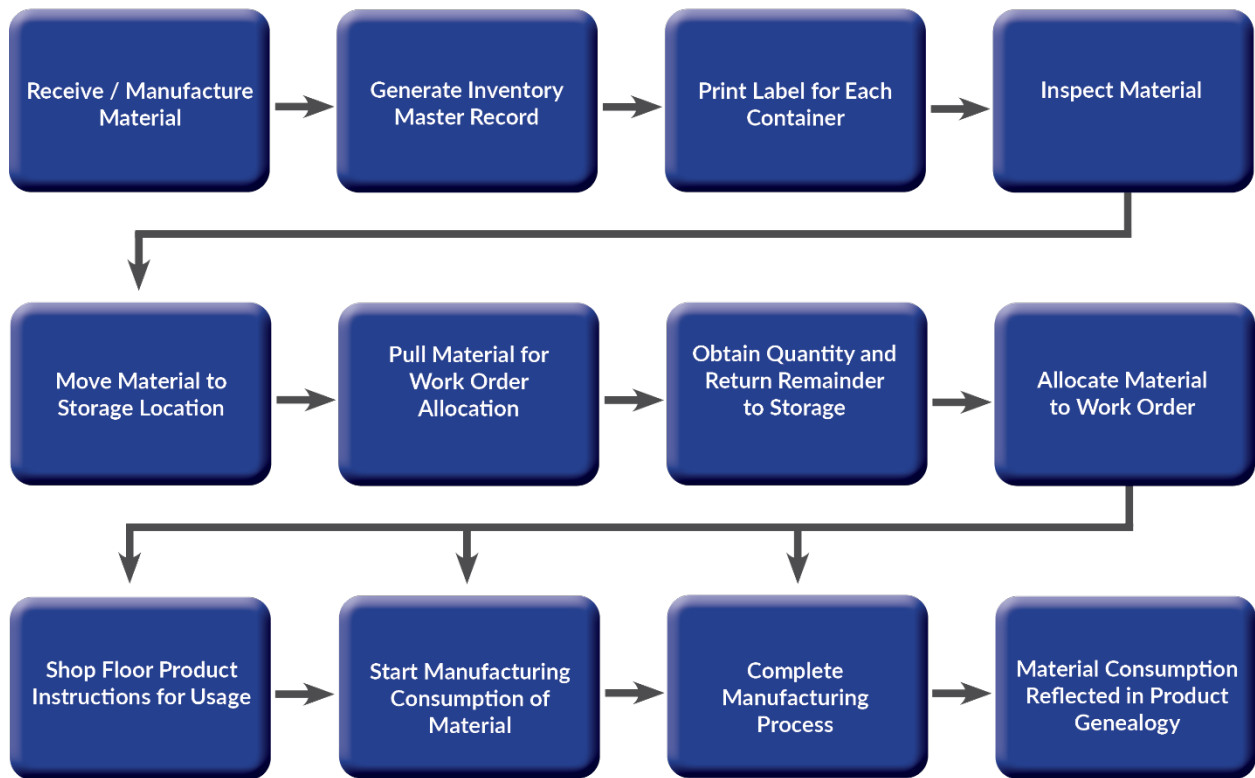 Receive / Manufacture
Material
Generate Inventory
Master Record
Print Label for Each
Container
Inspect Material
Move Material to
Storage Location
Pull Material for
Work Order
Allocation
Obtain Quantity and
Return Remainder
to Storage
Allocate Material
to Work Order
Shop Floor Product
Instructions for Usage
Start Manufacturing
Consumption of
Material
Complete
Manufacturing
Process
Material Consumption
Reflected in Product
Genealogy